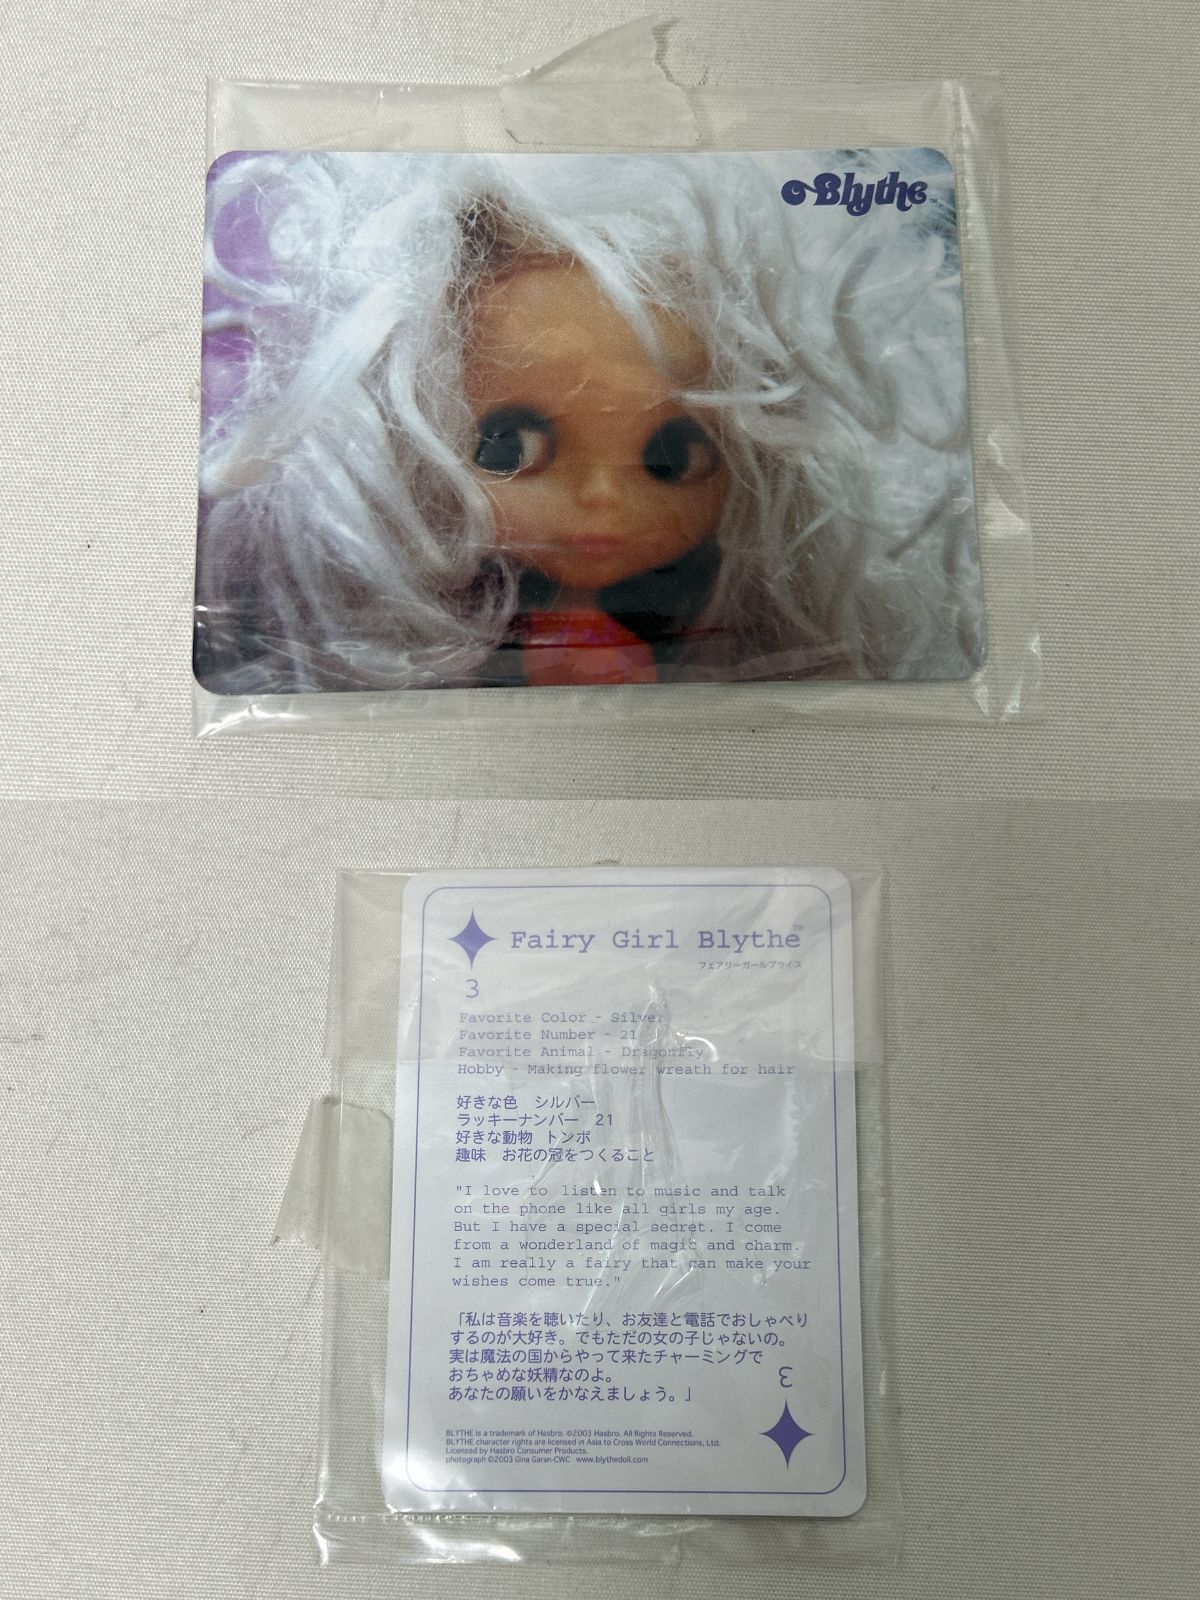 Blythe™
Fairy Girl Blythe™
フェアリーガールブライス
3
Favorite Color - Silver
Favorite Number - 21
Favorite Animal - Dragonfly
Hobby - Making flower wreath for hair
好きな色 シルバー
ラッキーナンバー 21
好きな動物 トンボ
趣味 お花の冠をつくること
"I love to listen to music and talk
on the phone like all girls my age.
But I have a special secret. I come
from a wonderland of magic and charm.
I am really a fairy that can make your
wishes come true."
「私は音楽を聴いたり、お友達と電話でおしゃべり
するのが大好き。でもただの女の子じゃないの。
実は魔法の国からやって来たチャーミングで
おちゃめな妖精なのよ。
あなたの願いをかなえましょう。」
3
BLYTHE is a trademark of Hasbro. ©2003 Hasbro. All Rights Reserved.
BLYTHE character rights are licensed in Asia to Cross World Connections, Ltd.
Licensed by Hasbro Consumer Products.
photograph ©2003 Gina Garan-CWC www.blythedoll.com